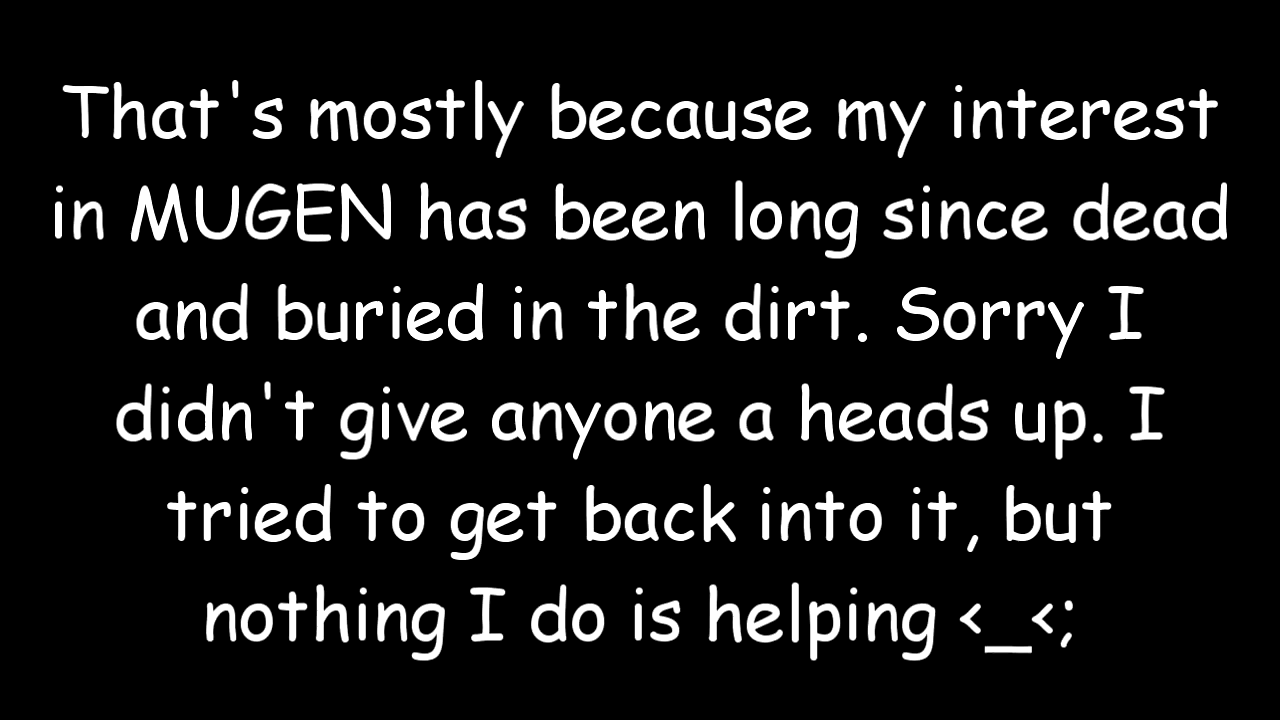 That's mostly because my interest
in MUGEN has been long since dead
and buried in the dirt. Sorry I
didn't give anyone a heads up. I
tried to get back into it, but
nothing I do is helping <_<;